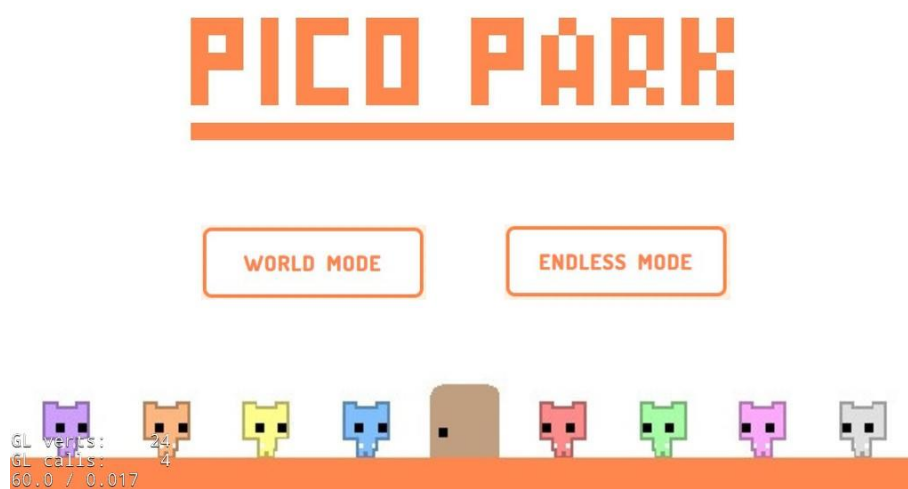 PICO PARK
WORLD MODE
ENDLESS MODE
GL verts: 24
GL calls: 4
60.0 / 0.017